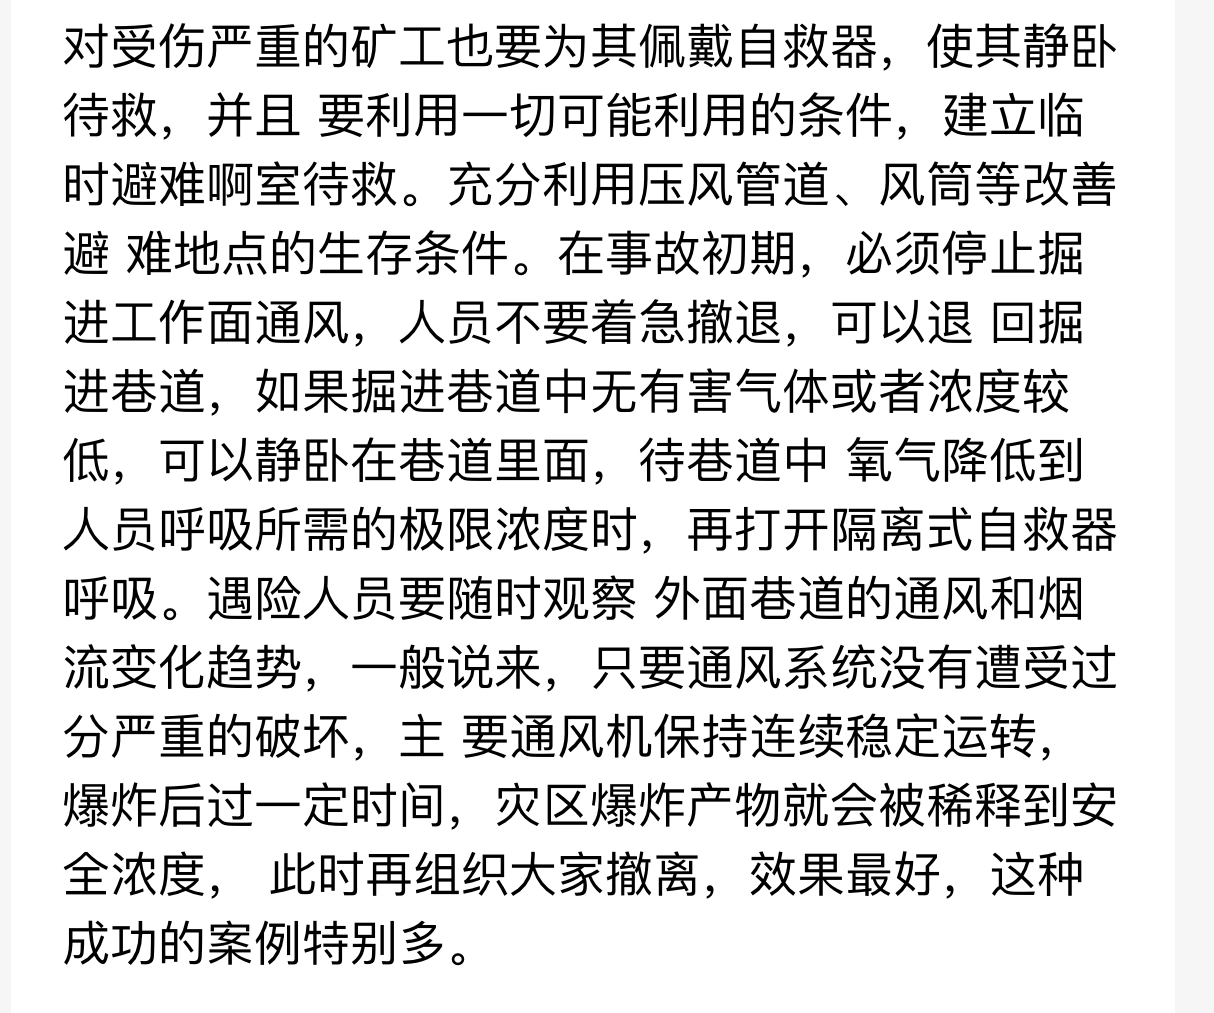 对受伤严重的矿工也要为其佩戴自救器，使其静卧
待救，并且 要利用一切可能利用的条件，建立临
时避难啊室待救。充分利用压风管道、风筒等改善
避 难地点的生存条件。在事故初期，必须停止掘
进工作面通风，人员不要着急撤退，可以退 回掘
进巷道，如果掘进巷道中无有害气体或者浓度较
低，可以静卧在巷道里面，待巷道中 氧气降低到
人员呼吸所需的极限浓度时，再打开隔离式自救器
呼吸。遇险人员要随时观察 外面巷道的通风和烟
流变化趋势，一般说来，只要通风系统没有遭受过
分严重的破坏，主 要通风机保持连续稳定运转，
爆炸后过一定时间，灾区爆炸产物就会被稀释到安
全浓度， 此时再组织大家撤离，效果最好，这种
成功的案例特别多。